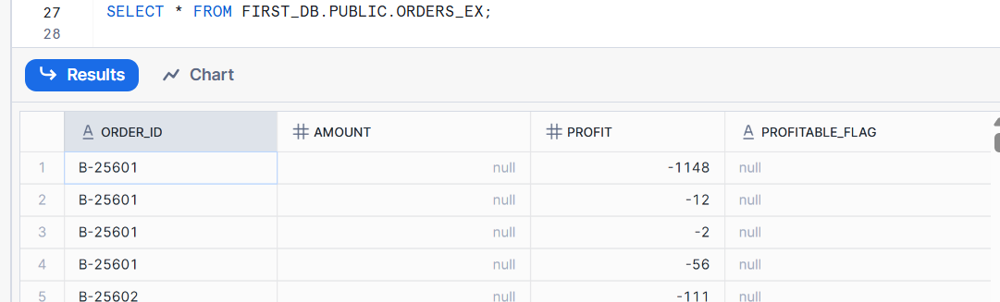 27 SELECT * FROM FIRST_DB.PUBLIC.ORDERS_EX;
28
Results Chart
ORDER_ID AMOUNT PROFIT PROFITABLE_FLAG
1 B-25601 null -1148 null
2 B-25601 null -12 null
3 B-25601 null -2 null
4 B-25601 null -56 null
5 B-25602 null -111 null